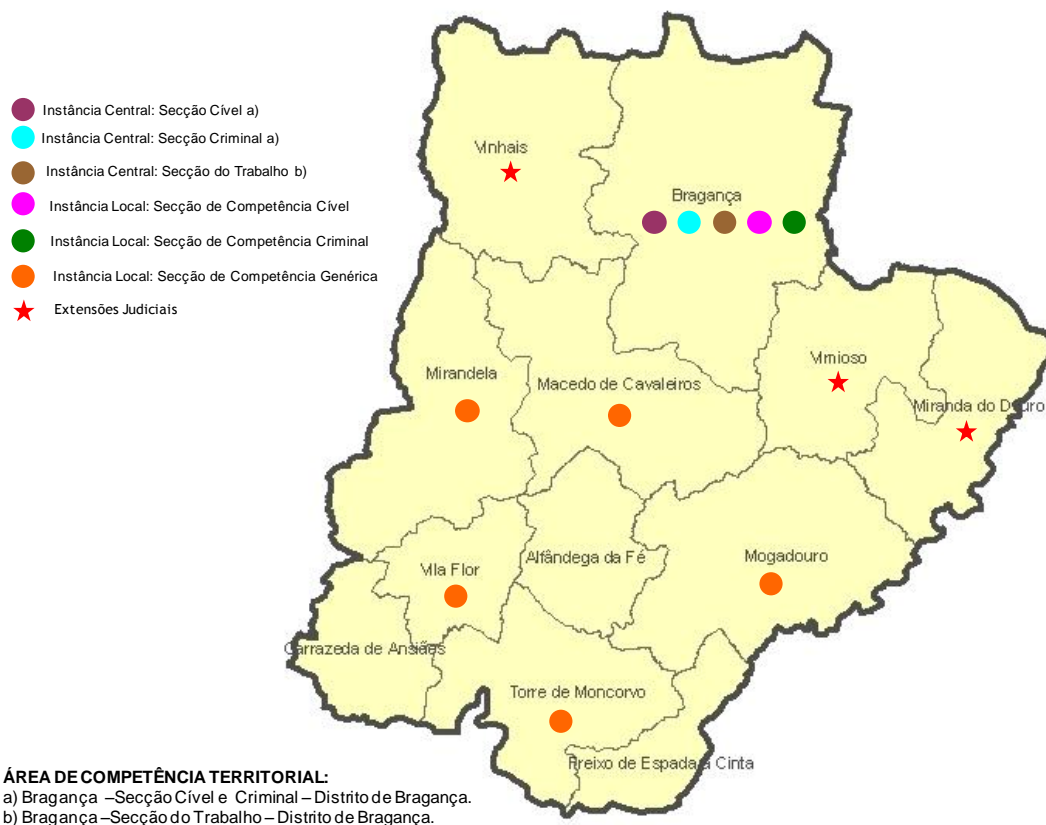 Instância Central: Secção Cível a)
Instância Central: Secção Criminal a)
Instância Central: Secção do Trabalho b)
Instância Local: Secção de Competência Cível
Instância Local: Secção de Competência Criminal
Instância Local: Secção de Competência Genérica
Extensões Judiciais
Vinhais
Bragança
Vimioso
Mirandela
Macedo de Cavaleiros
Miranda do Douro
Alfândega da Fé
Mogadouro
Vila Flor
Carrazeda de Ansiães
Torre de Moncorvo
Freixo de Espada à Cinta
ÁREA DE COMPETÊNCIA TERRITORIAL:
a) Bragança –Secção Cível e Criminal – Distrito de Bragança.
b) Bragança –Secção do Trabalho – Distrito de Bragança.